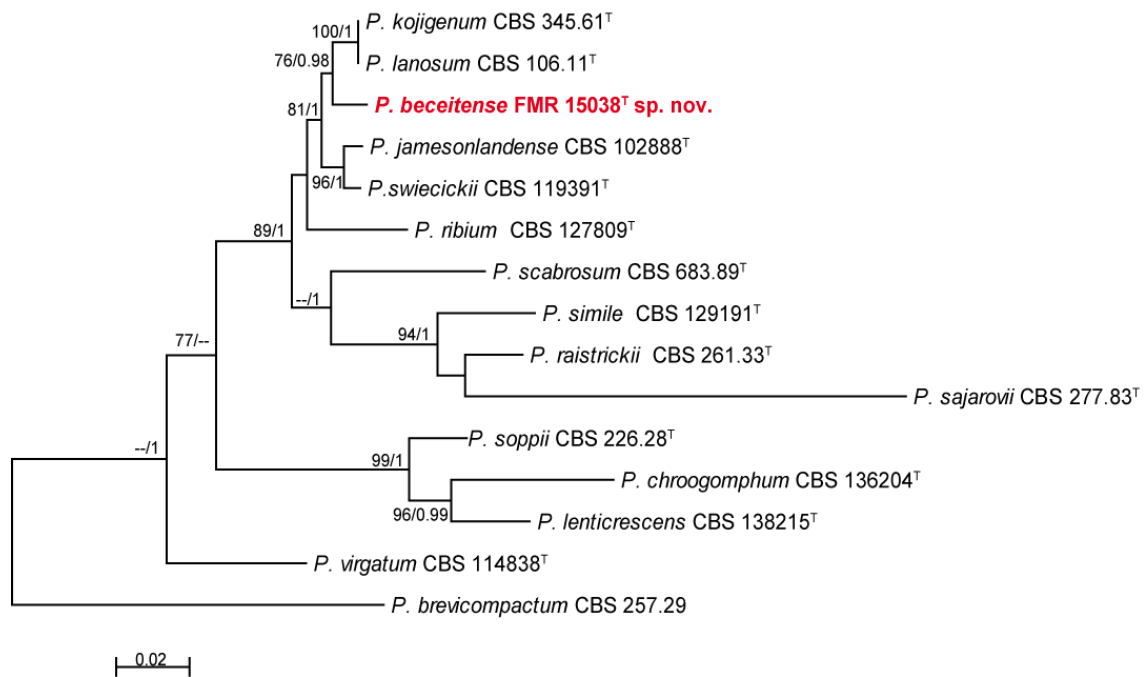 P. kojigenum CBS 345.61ᵀ
100/1
P. lanosum CBS 106.11ᵀ
76/0.98
P. beceitense FMR 15038ᵀ sp. nov.
81/1
P. jamesonlandense CBS 102888ᵀ
96/1
P.swiecickii CBS 119391ᵀ
P. ribium CBS 127809ᵀ
89/1
P. scabrosum CBS 683.89ᵀ
--/1
P. simile CBS 129191ᵀ
94/1
P. raistrickii CBS 261.33ᵀ
77/--
P. sajarovii CBS 277.83ᵀ
P. soppii CBS 226.28ᵀ
--/1
99/1
P. chroogomphum CBS 136204ᵀ
96/0.99
P. lenticrescens CBS 138215ᵀ
P. virgatum CBS 114838ᵀ
P. brevicompactum CBS 257.29
0.02